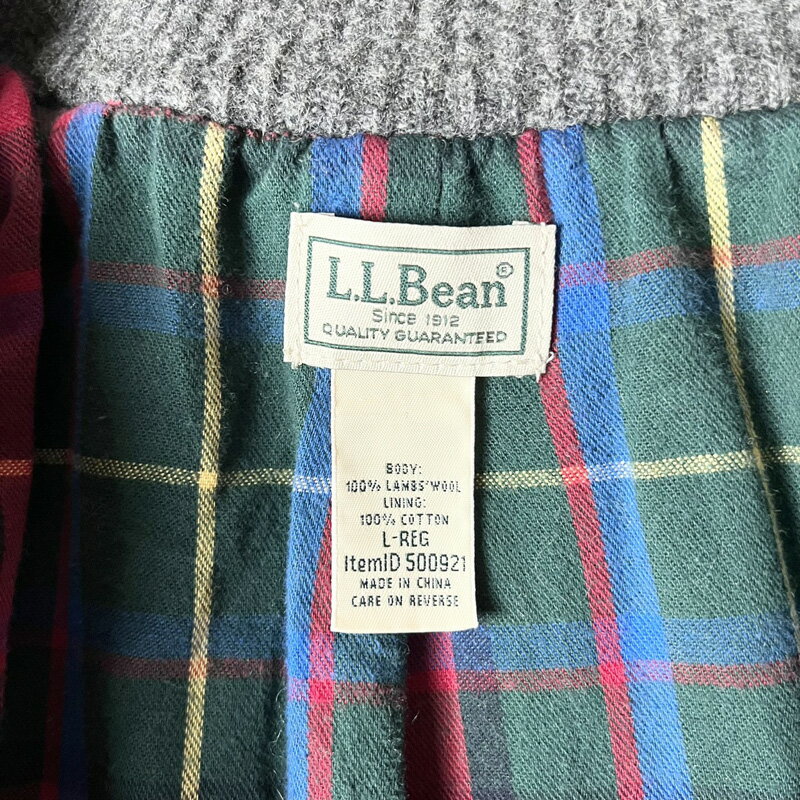 L.L.Bean®
Since 1912
QUALITY GUARANTEED
BODY:
100% LAMBS' WOOL
LINING:
100% COTTON
L-REG
ItemID 500921
MADE IN CHINA
CARE ON REVERSE